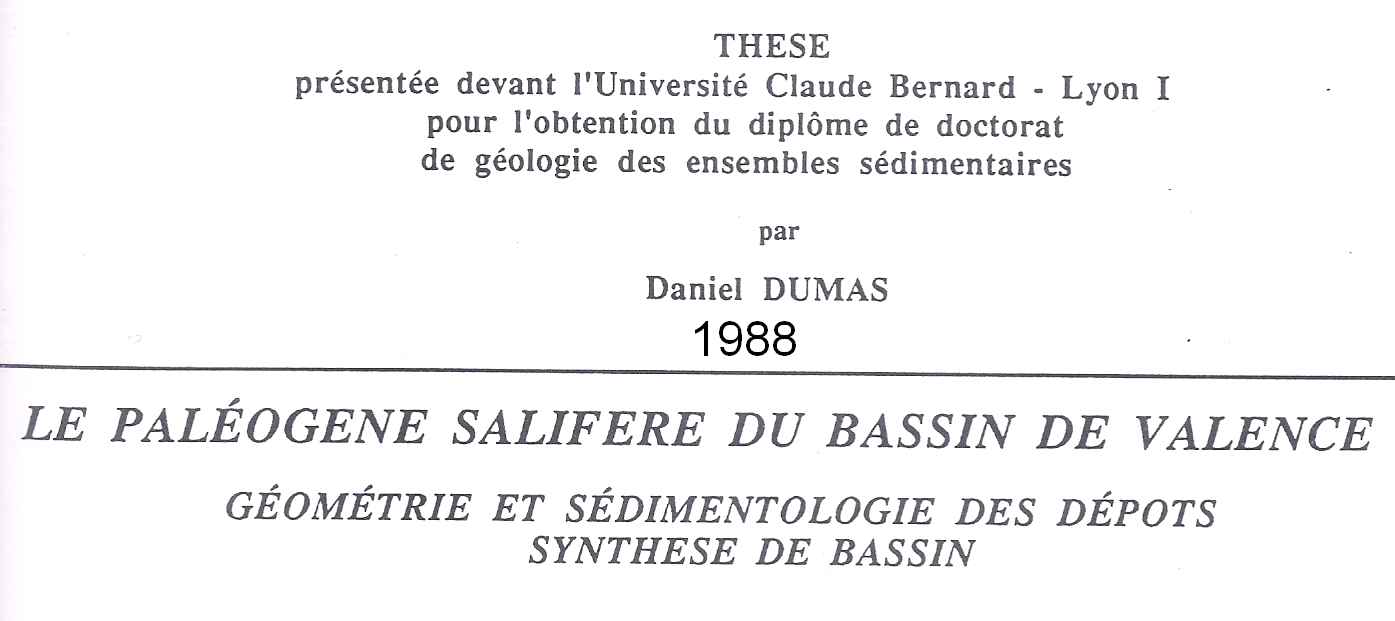 THESE
présentée devant l'Université Claude Bernard - Lyon I
pour l'obtention du diplôme de doctorat
de géologie des ensembles sédimentaires
par
Daniel DUMAS
1988
LE PALÉOGENE SALIFERE DU BASSIN DE VALENCE
GÉOMÉTRIE ET SÉDIMENTOLOGIE DES DÉPOTS
SYNTHESE DE BASSIN